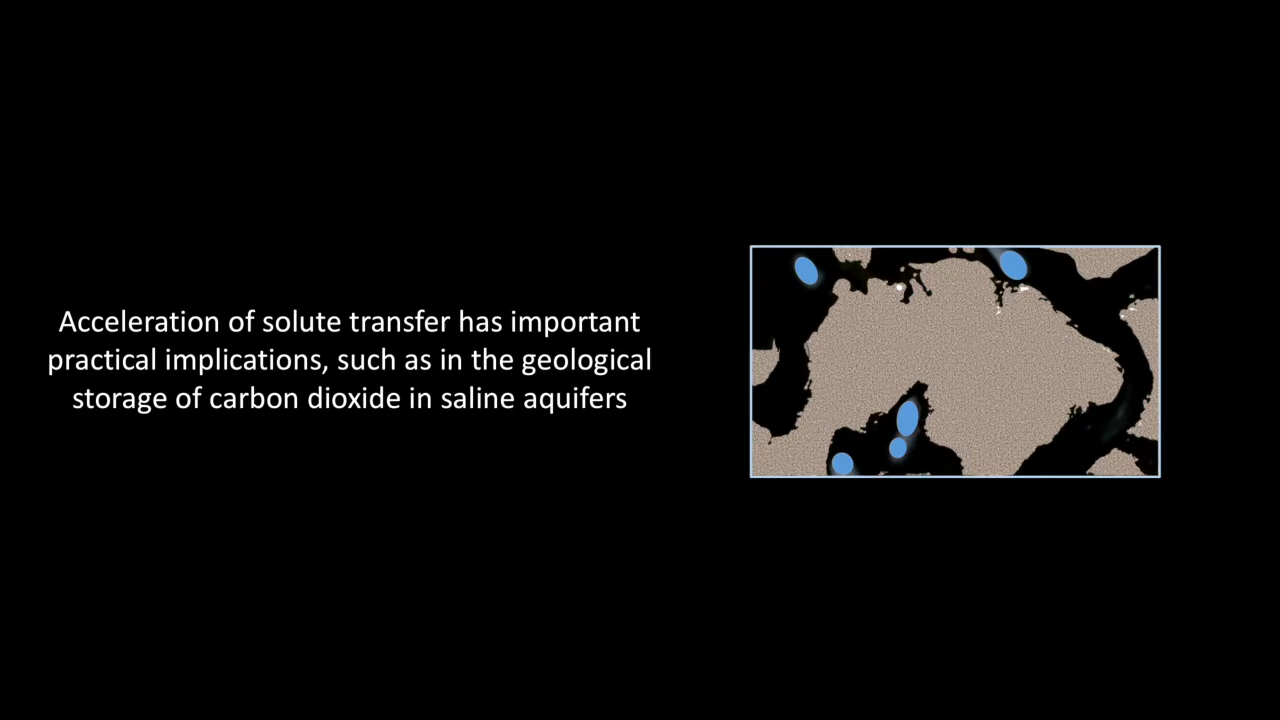 Acceleration of solute transfer has important
practical implications, such as in the geological
storage of carbon dioxide in saline aquifers